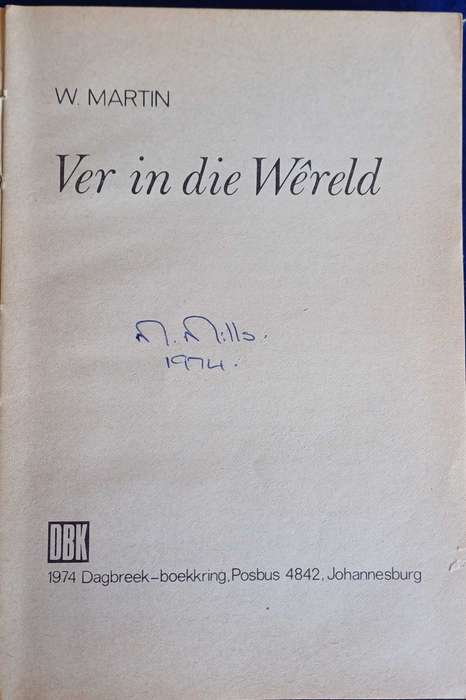 W. MARTIN
Ver in die Wêreld
M. Mills.
1974.
DBK
1974 Dagbreek-boekkring, Posbus 4842, Johannesburg